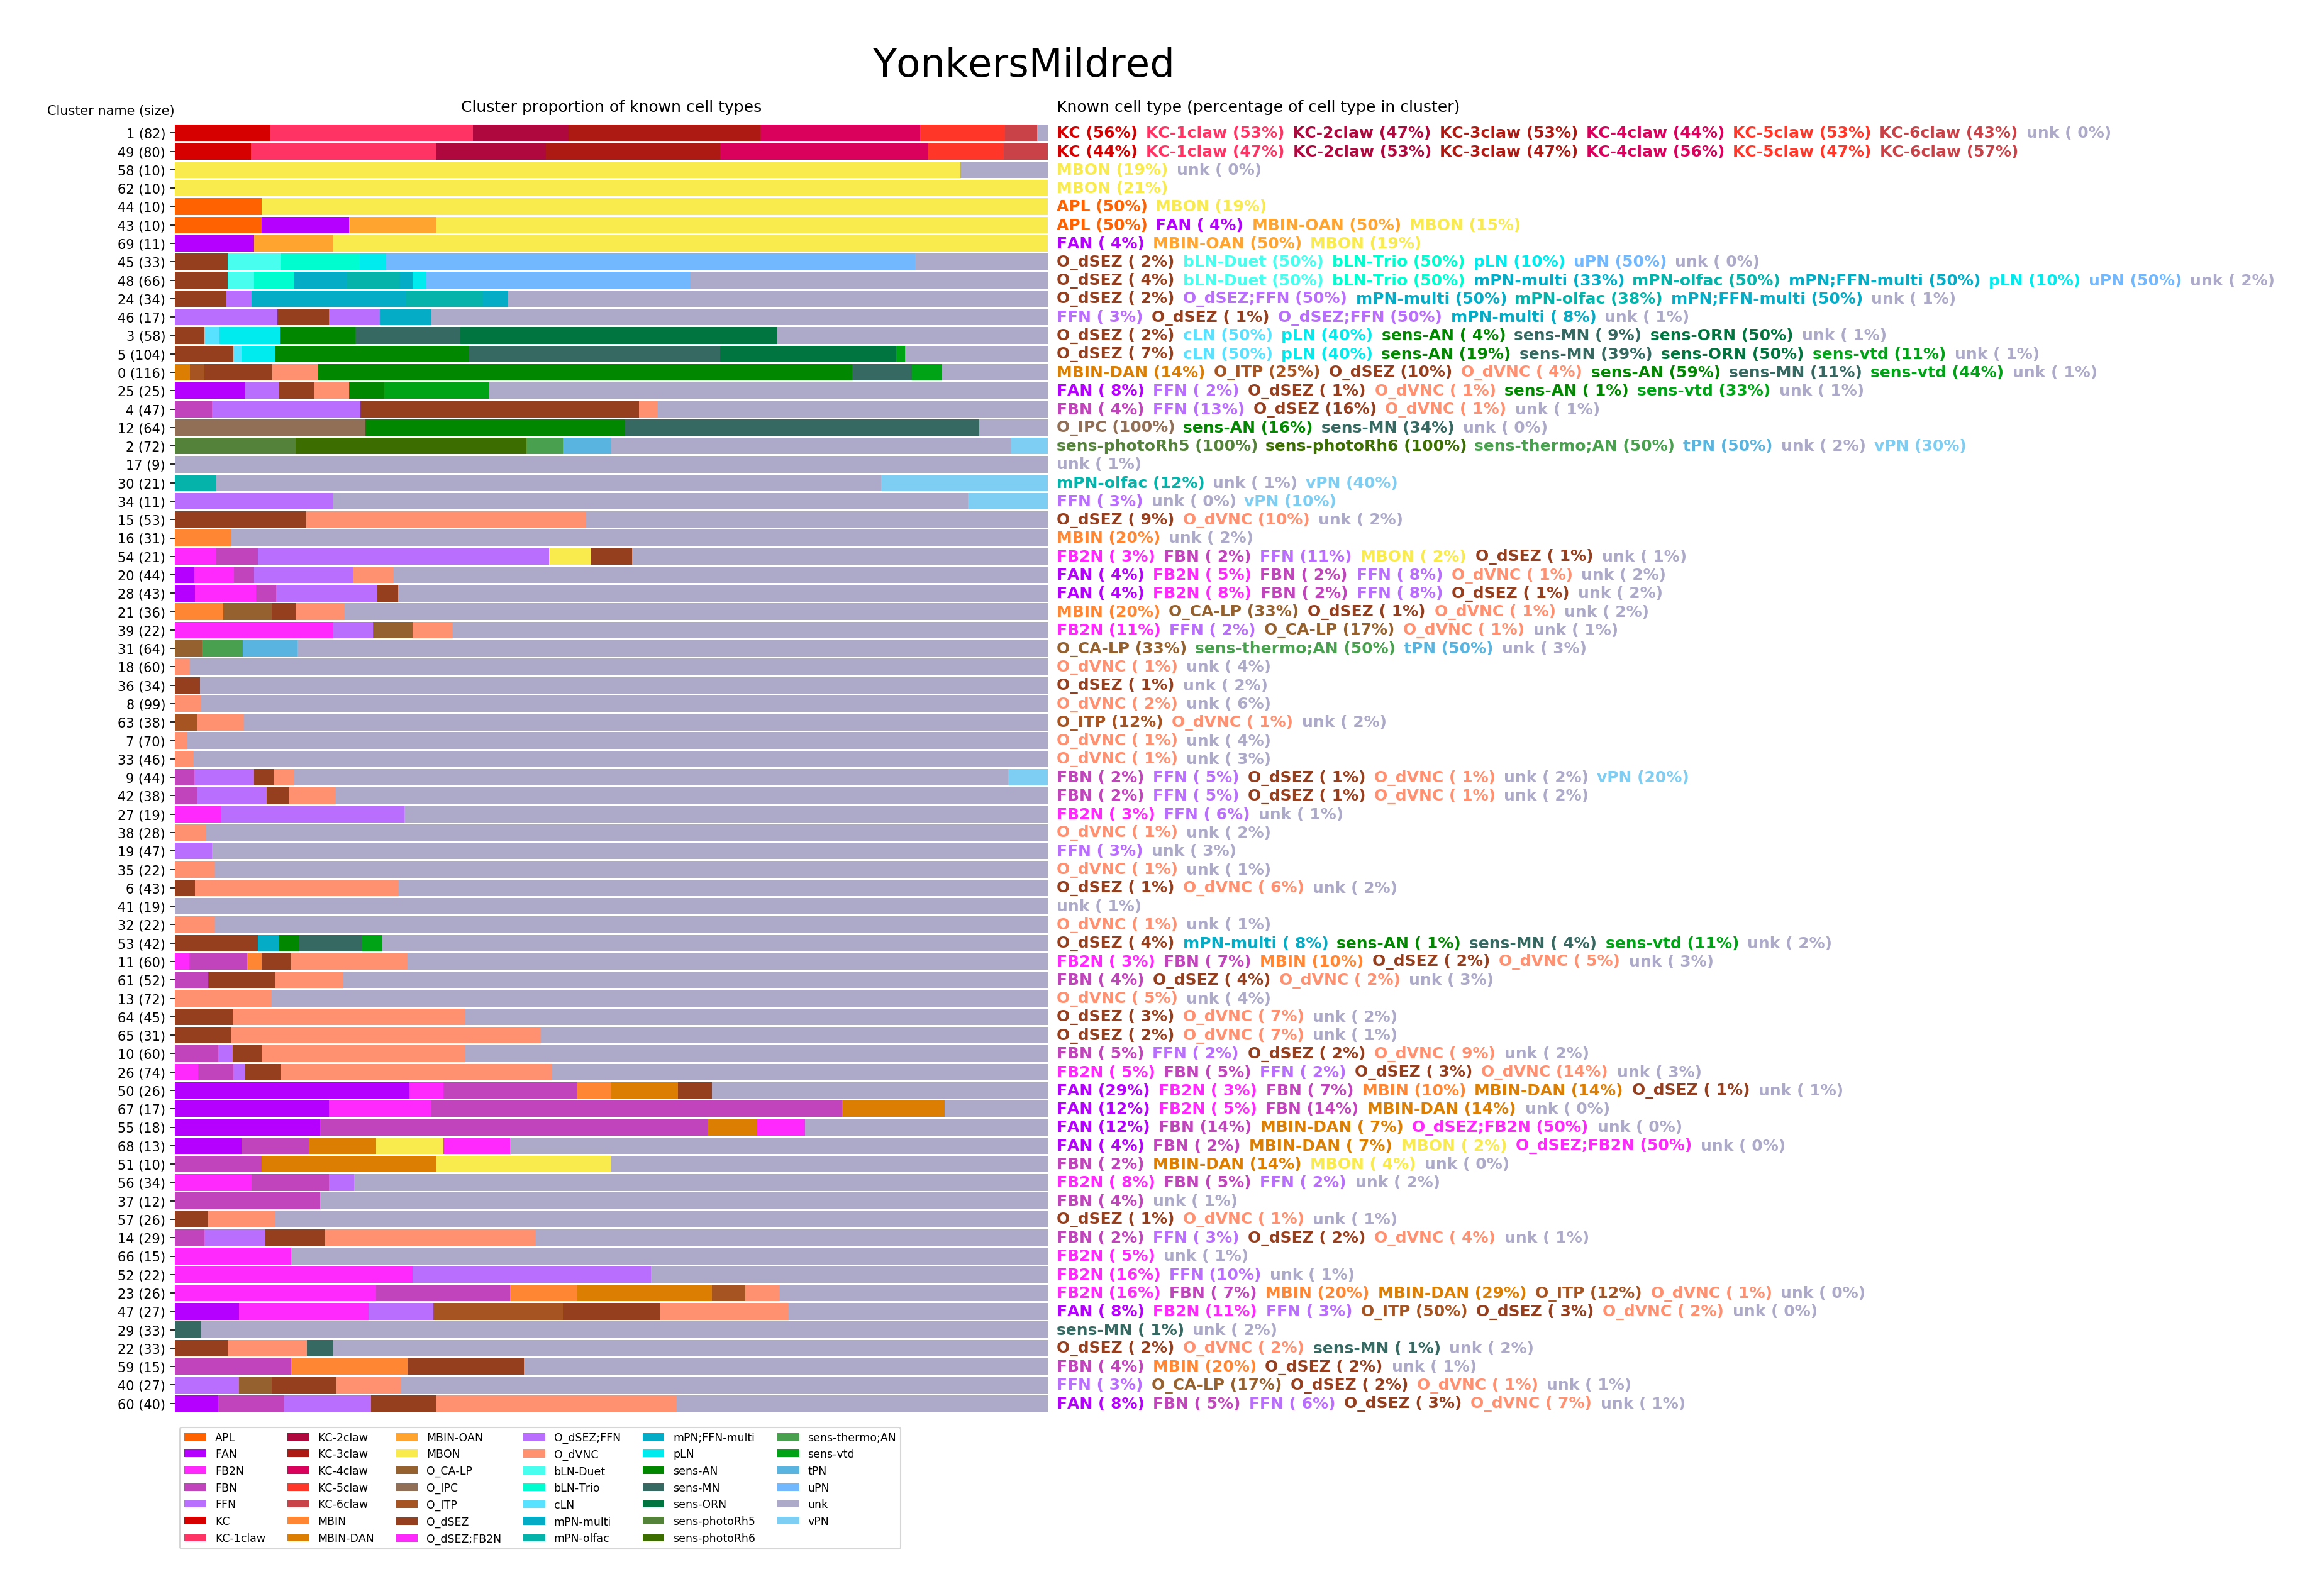 YonkersMildred
Cluster name (size) Cluster proportion of known cell types Known cell type (percentage of cell type in cluster)
1 (82) KC (56%) KC-1claw (53%) KC-2claw (47%) KC-3claw (53%) KC-4claw (44%) KC-5claw (53%) KC-6claw (43%) unk ( 0%)
49 (80) KC (44%) KC-1claw (47%) KC-2claw (53%) KC-3claw (47%) KC-4claw (56%) KC-5claw (47%) KC-6claw (57%)
58 (10) MBON (19%) unk ( 0%)
62 (10) MBON (21%)
44 (10) APL (50%) MBON (19%)
43 (10) APL (50%) FAN ( 4%) MBIN-OAN (50%) MBON (15%)
69 (11) FAN ( 4%) MBIN-OAN (50%) MBON (19%)
45 (33) O_dSEZ ( 2%) bLN-Duet (50%) bLN-Trio (50%) pLN (10%) uPN (50%) unk ( 0%)
48 (66) O_dSEZ ( 4%) bLN-Duet (50%) bLN-Trio (50%) mPN-multi (33%) mPN-olfac (50%) mPN;FFN-multi (50%) pLN (10%) uPN (50%) unk ( 2%)
24 (34) O_dSEZ ( 2%) O_dSEZ;FFN (50%) mPN-multi (50%) mPN-olfac (38%) mPN;FFN-multi (50%) unk ( 1%)
46 (17) FFN ( 3%) O_dSEZ ( 1%) O_dSEZ;FFN (50%) mPN-multi ( 8%) unk ( 1%)
3 (58) O_dSEZ ( 2%) cLN (50%) pLN (40%) sens-AN ( 4%) sens-MN ( 9%) sens-ORN (50%) unk ( 1%)
5 (104) O_dSEZ ( 7%) cLN (50%) pLN (40%) sens-AN (19%) sens-MN (39%) sens-ORN (50%) sens-vtd (11%) unk ( 1%)
0 (116) MBIN-DAN (14%) O_ITP (25%) O_dSEZ (10%) O_dVNC ( 4%) sens-AN (59%) sens-MN (11%) sens-vtd (44%) unk ( 1%)
25 (25) FAN ( 8%) FFN ( 2%) O_dSEZ ( 1%) O_dVNC ( 1%) sens-AN ( 1%) sens-vtd (33%) unk ( 1%)
4 (47) FBN ( 4%) FFN (13%) O_dSEZ (16%) O_dVNC ( 1%) unk ( 1%)
12 (64) O_IPC (100%) sens-AN (16%) sens-MN (34%) unk ( 0%)
2 (72) sens-photoRh5 (100%) sens-photoRh6 (100%) sens-thermo;AN (50%) tPN (50%) unk ( 2%) vPN (30%)
17 (9) unk ( 1%)
30 (21) mPN-olfac (12%) unk ( 1%) vPN (40%)
34 (11) FFN ( 3%) unk ( 0%) vPN (10%)
15 (53) O_dSEZ ( 9%) O_dVNC (10%) unk ( 2%)
16 (31) MBIN (20%) unk ( 2%)
54 (21) FB2N ( 3%) FBN ( 2%) FFN (11%) MBON ( 2%) O_dSEZ ( 1%) unk ( 1%)
20 (44) FAN ( 4%) FB2N ( 5%) FBN ( 2%) FFN ( 8%) O_dVNC ( 1%) unk ( 2%)
28 (43) FAN ( 4%) FB2N ( 8%) FBN ( 2%) FFN ( 8%) O_dSEZ ( 1%) unk ( 2%)
21 (36) MBIN (20%) O_CA-LP (33%) O_dSEZ ( 1%) O_dVNC ( 1%) unk ( 2%)
39 (22) FB2N (11%) FFN ( 2%) O_CA-LP (17%) O_dVNC ( 1%) unk ( 1%)
31 (64) O_CA-LP (33%) sens-thermo;AN (50%) tPN (50%) unk ( 3%)
18 (60) O_dVNC ( 1%) unk ( 4%)
36 (34) O_dSEZ ( 1%) unk ( 2%)
8 (99) O_dVNC ( 2%) unk ( 6%)
63 (38) O_ITP (12%) O_dVNC ( 1%) unk ( 2%)
7 (70) O_dVNC ( 1%) unk ( 4%)
33 (46) O_dVNC ( 1%) unk ( 3%)
9 (44) FBN ( 2%) FFN ( 5%) O_dSEZ ( 1%) O_dVNC ( 1%) unk ( 2%) vPN (20%)
42 (38) FBN ( 2%) FFN ( 5%) O_dSEZ ( 1%) O_dVNC ( 1%) unk ( 2%)
27 (19) FB2N ( 3%) FFN ( 6%) unk ( 1%)
38 (28) O_dVNC ( 1%) unk ( 2%)
19 (47) FFN ( 3%) unk ( 3%)
35 (22) O_dVNC ( 1%) unk ( 1%)
6 (43) O_dSEZ ( 1%) O_dVNC ( 6%) unk ( 2%)
41 (19) unk ( 1%)
32 (22) O_dVNC ( 1%) unk ( 1%)
53 (42) O_dSEZ ( 4%) mPN-multi ( 8%) sens-AN ( 1%) sens-MN ( 4%) sens-vtd (11%) unk ( 2%)
11 (60) FB2N ( 3%) FBN ( 7%) MBIN (10%) O_dSEZ ( 2%) O_dVNC ( 5%) unk ( 3%)
61 (52) FBN ( 4%) O_dSEZ ( 4%) O_dVNC ( 2%) unk ( 3%)
13 (72) O_dVNC ( 5%) unk ( 4%)
64 (45) O_dSEZ ( 3%) O_dVNC ( 7%) unk ( 2%)
65 (31) O_dSEZ ( 2%) O_dVNC ( 7%) unk ( 1%)
10 (60) FBN ( 5%) FFN ( 2%) O_dSEZ ( 2%) O_dVNC ( 9%) unk ( 2%)
26 (74) FB2N ( 5%) FBN ( 5%) FFN ( 2%) O_dSEZ ( 3%) O_dVNC (14%) unk ( 3%)
50 (26) FAN (29%) FB2N ( 3%) FBN ( 7%) MBIN (10%) MBIN-DAN (14%) O_dSEZ ( 1%) unk ( 1%)
67 (17) FAN (12%) FB2N ( 5%) FBN (14%) MBIN-DAN (14%) unk ( 0%)
55 (18) FAN (12%) FBN (14%) MBIN-DAN ( 7%) O_dSEZ;FB2N (50%) unk ( 0%)
68 (13) FAN ( 4%) FBN ( 2%) MBIN-DAN ( 7%) MBON ( 2%) O_dSEZ;FB2N (50%) unk ( 0%)
51 (10) FBN ( 2%) MBIN-DAN (14%) MBON ( 4%) unk ( 0%)
56 (34) FB2N ( 8%) FBN ( 5%) FFN ( 2%) unk ( 2%)
37 (12) FBN ( 4%) unk ( 1%)
57 (26) O_dSEZ ( 1%) O_dVNC ( 1%) unk ( 1%)
14 (29) FBN ( 2%) FFN ( 3%) O_dSEZ ( 2%) O_dVNC ( 4%) unk ( 1%)
66 (15) FB2N ( 5%) unk ( 1%)
52 (22) FB2N (16%) FFN (10%) unk ( 1%)
23 (26) FB2N (16%) FBN ( 7%) MBIN (20%) MBIN-DAN (29%) O_ITP (12%) O_dVNC ( 1%) unk ( 0%)
47 (27) FAN ( 8%) FB2N (11%) FFN ( 3%) O_ITP (50%) O_dSEZ ( 3%) O_dVNC ( 2%) unk ( 0%)
29 (33) sens-MN ( 1%) unk ( 2%)
22 (33) O_dSEZ ( 2%) O_dVNC ( 2%) sens-MN ( 1%) unk ( 2%)
59 (15) FBN ( 4%) MBIN (20%) O_dSEZ ( 2%) unk ( 1%)
40 (27) FFN ( 3%) O_CA-LP (17%) O_dSEZ ( 2%) O_dVNC ( 1%) unk ( 1%)
60 (40) FAN ( 8%) FBN ( 5%) FFN ( 6%) O_dSEZ ( 3%) O_dVNC ( 7%) unk ( 1%)
APL KC-2claw MBIN-OAN O_dSEZ;FFN mPN;FFN-multi sens-thermo;AN
FAN KC-3claw MBON O_dVNC pLN sens-vtd
FB2N KC-4claw O_CA-LP bLN-Duet sens-AN tPN
FBN KC-5claw O_IPC bLN-Trio sens-MN uPN
FFN KC-6claw O_ITP cLN sens-ORN unk
KC MBIN O_dSEZ mPN-multi sens-photoRh5 vPN
KC-1claw MBIN-DAN O_dSEZ;FB2N mPN-olfac sens-photoRh6